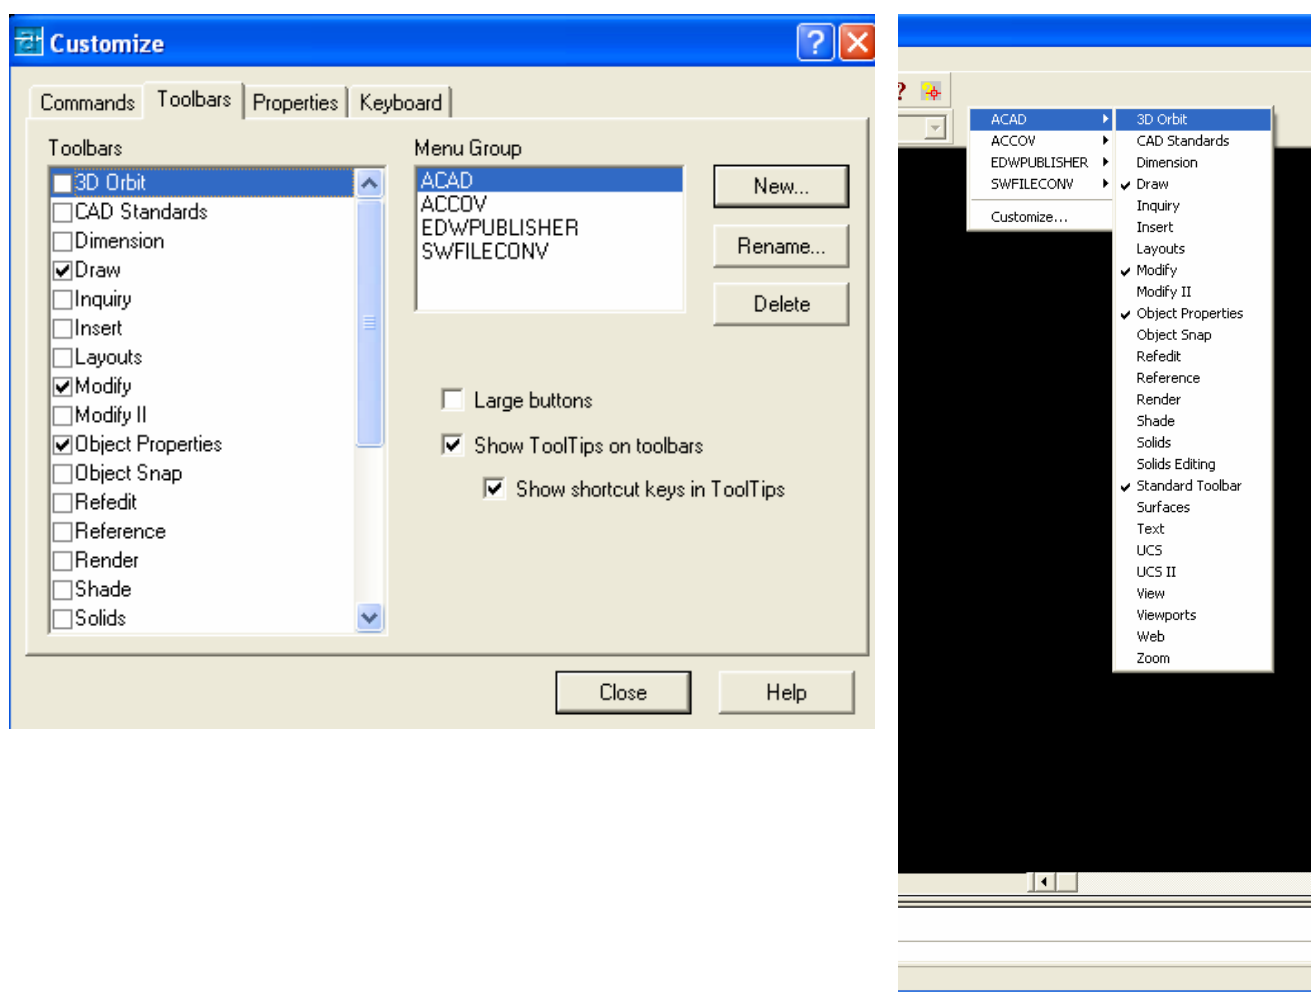 Customize
Commands Toolbars Properties Keyboard
Toolbars
3D Orbit
CAD Standards
Dimension
Draw
Inquiry
Insert
Layouts
Modify
Modify II
Object Properties
Object Snap
Refedit
Reference
Render
Shade
Solids
Menu Group
ACAD
ACCOV
EDWPUBLISHER
SWFILECONV
New...
Rename...
Delete
Large buttons
Show ToolTips on toolbars
Show shortcut keys in ToolTips
Close Help
?
ACAD
ACCOV
EDWPUBLISHER
SWFILECONV
Customize...
3D Orbit
CAD Standards
Dimension
Draw
Inquiry
Insert
Layouts
Modify
Modify II
Object Properties
Object Snap
Refedit
Reference
Render
Shade
Solids
Solids Editing
Standard Toolbar
Surfaces
Text
UCS
UCS II
View
Viewports
Web
Zoom